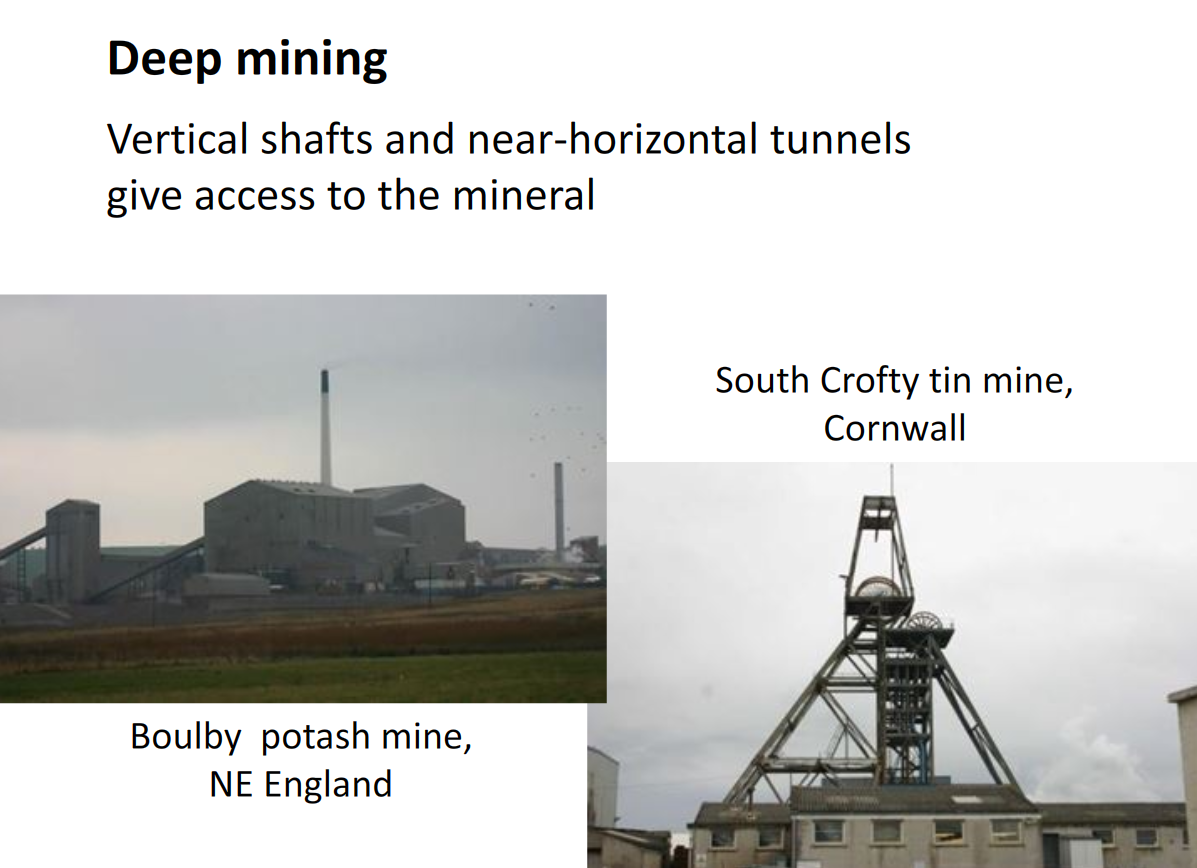 Deep mining
Vertical shafts and near-horizontal tunnels
give access to the mineral
South Crofty tin mine,
Cornwall
Boulby  potash mine,
NE England